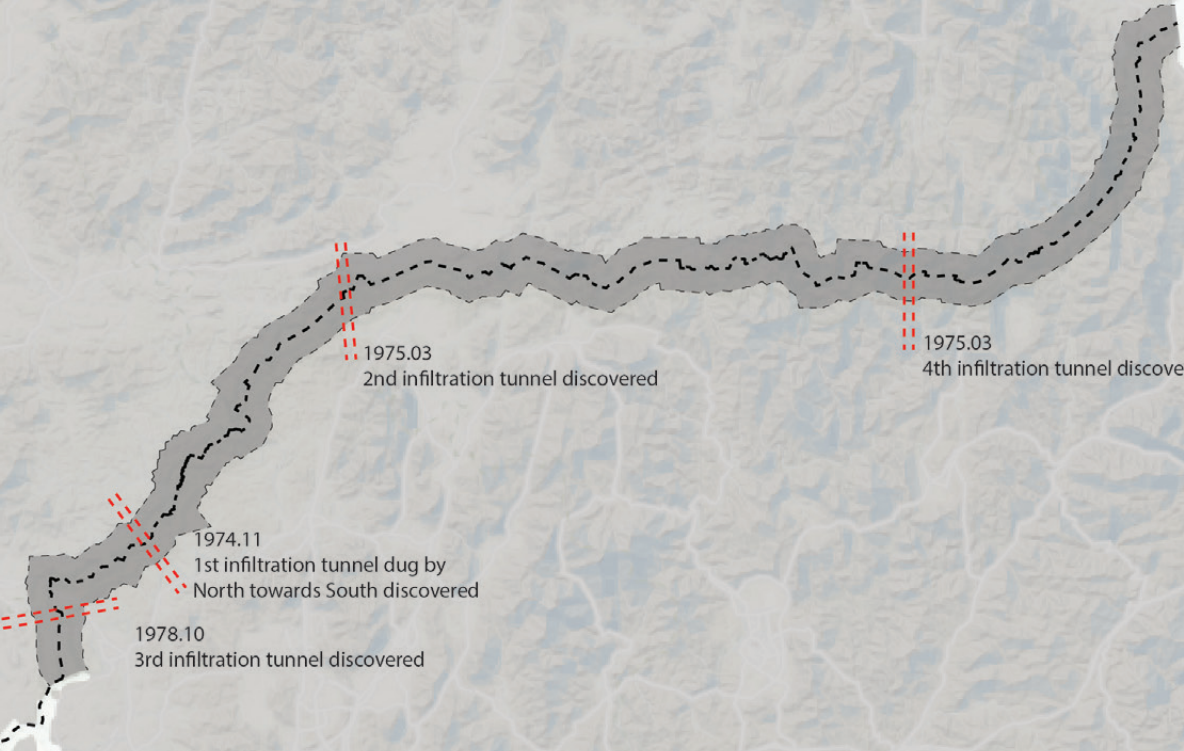 1975.03
2nd infiltration tunnel discovered
1975.03
4th infiltration tunnel discove
1974.11
1st infiltration tunnel dug by
North towards South discovered
1978.10
3rd infiltration tunnel discovered